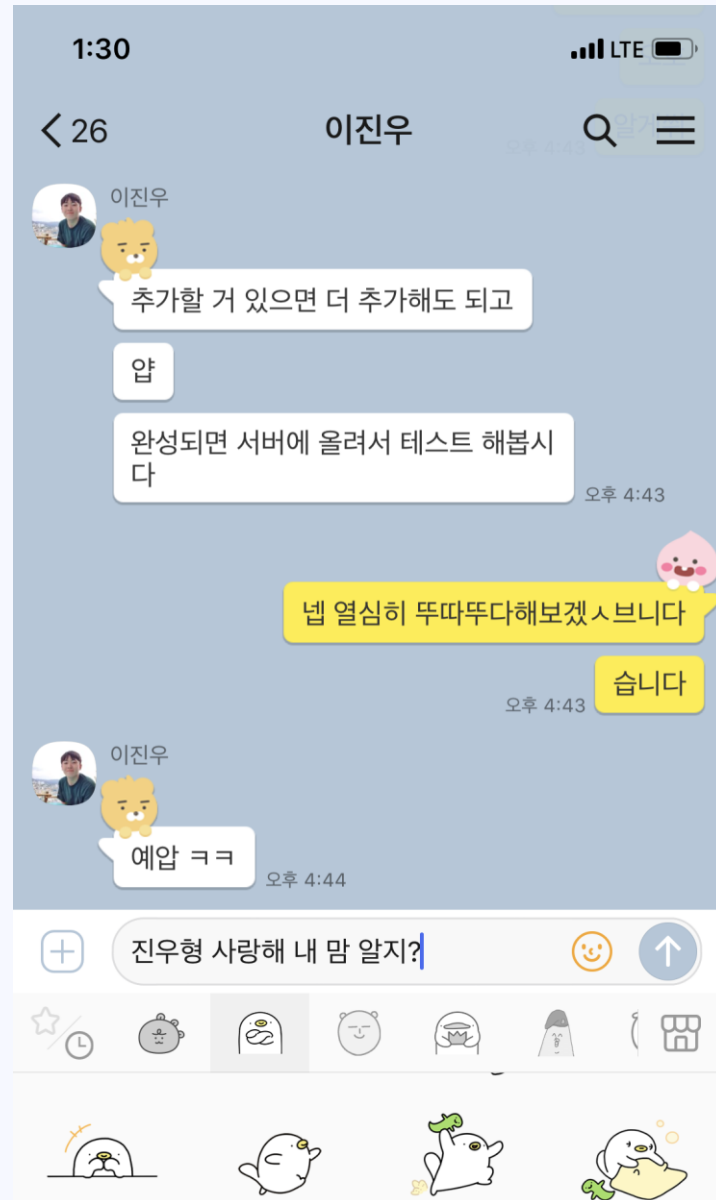 1:30
LTE
26
이진우
이진우
추가할 거 있으면 더 추가해도 되고
얍
완성되면 서버에 올려서 테스트 해봅시
다
오후 4:43
넵 열심히 뚜따뚜다해보겠ㅅ브니다
습니다
오후 4:43
이진우
예압 ㅋㅋ
오후 4:44
진우형 사랑해 내 맘 알지?